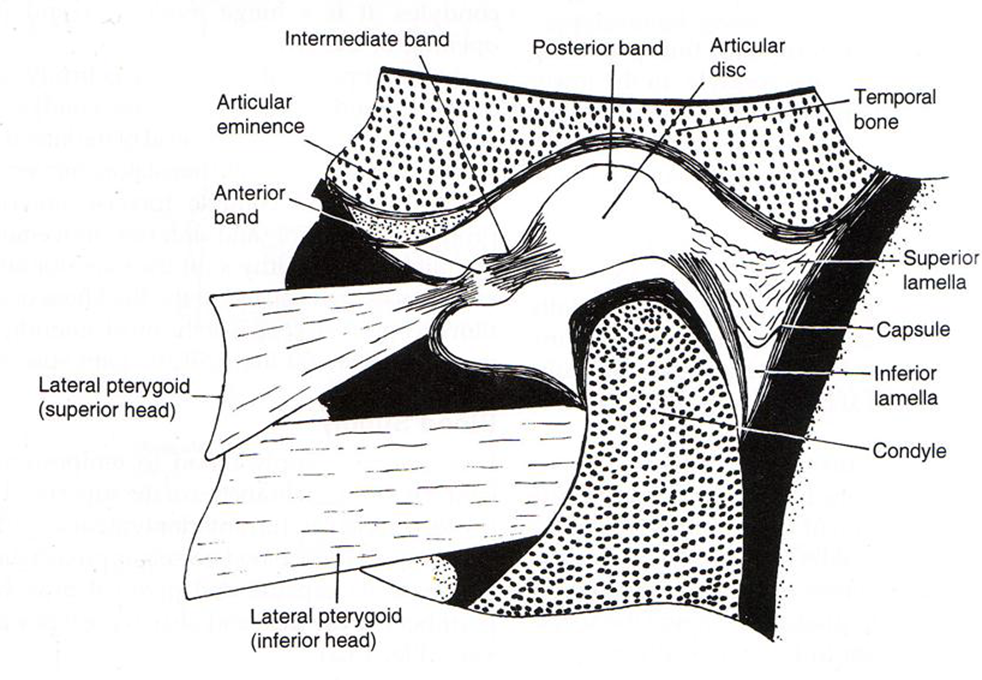 Intermediate band
Posterior band
Articular
disc
Articular
eminence
Temporal
bone
Anterior
band
Superior
lamella
Capsule
Lateral pterygoid
(superior head)
Inferior
lamella
Condyle
Lateral pterygoid
(inferior head)